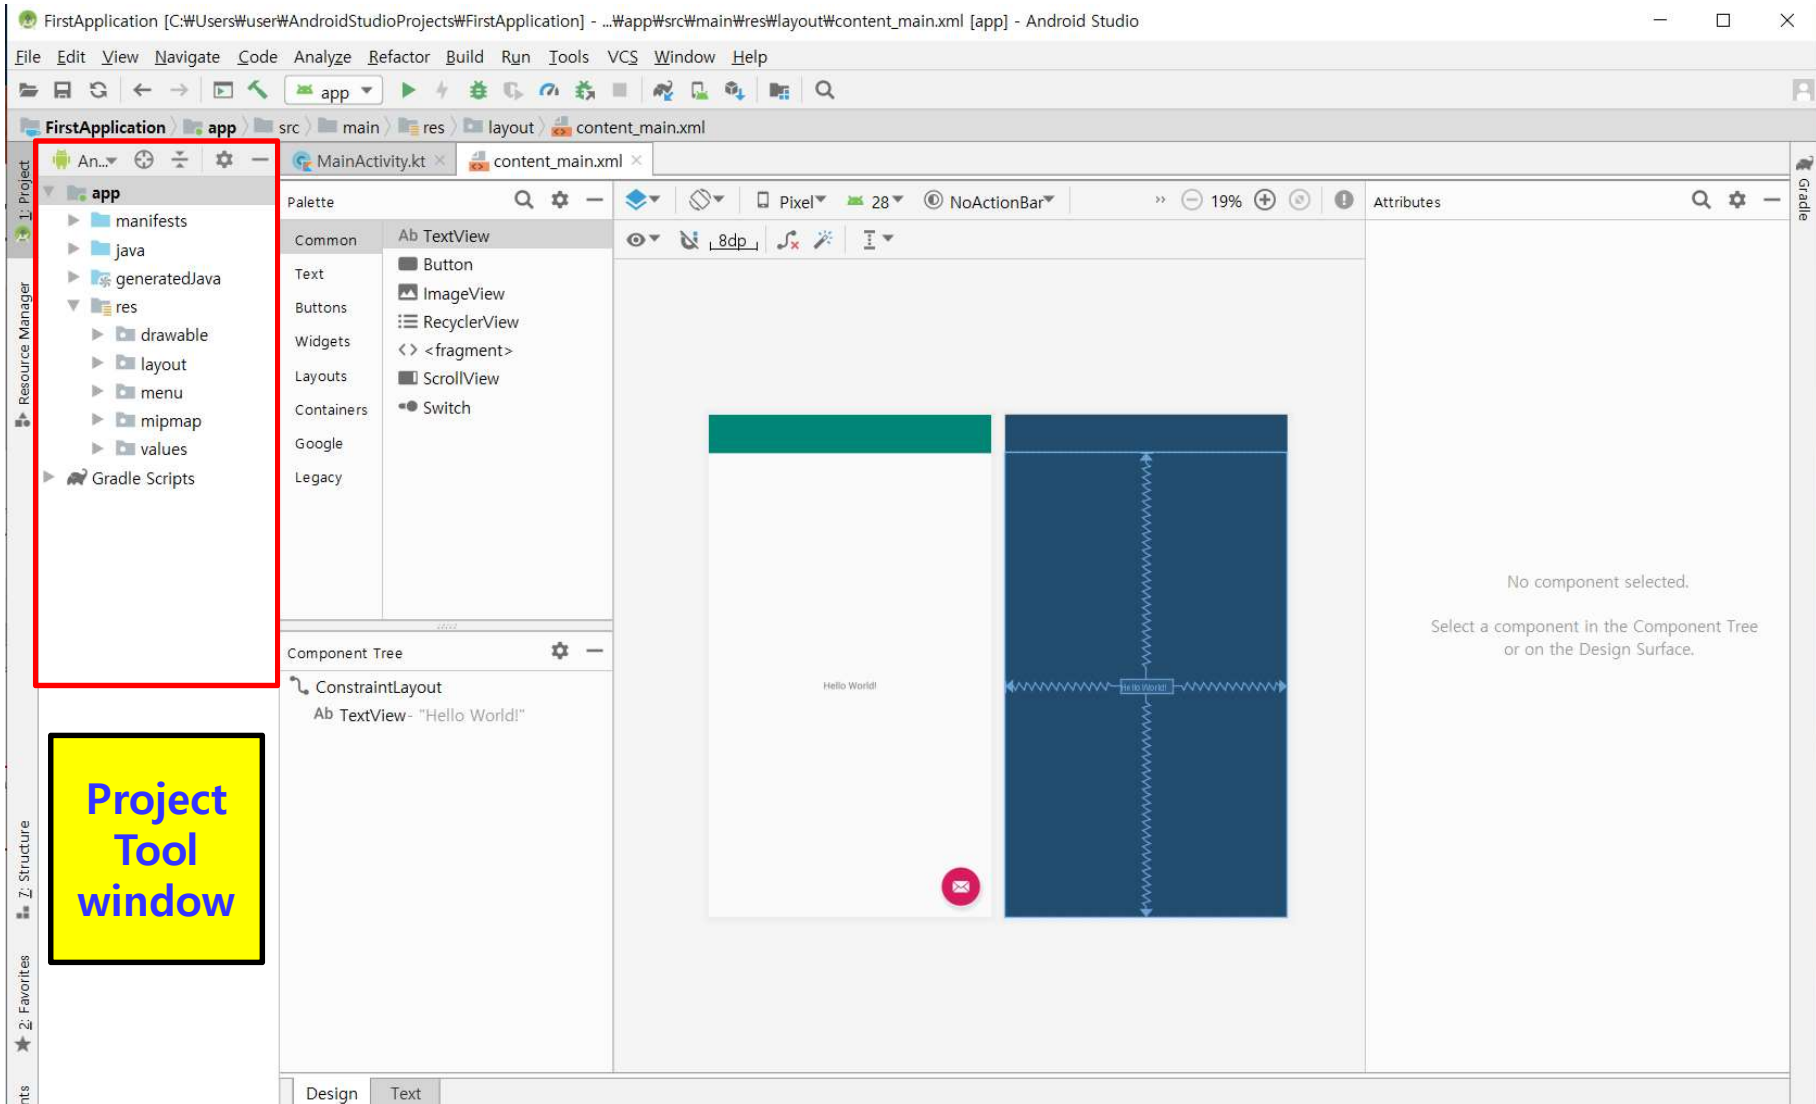 FirstApplication [C:₩Users₩user₩AndroidStudioProjects₩FirstApplication] - ...₩app₩src₩main₩res₩layout₩content_main.xml [app] - Android Studio
File Edit View Navigate Code Analyze Refactor Build Run Tools VCS Window Help
app
FirstApplication app src main res layout content_main.xml
An...
MainActivity.kt content_main.xml
1: Project
Resource Manager
7: Structure
2: Favorites
app
manifests
java
generatedJava
res
drawable
layout
menu
mipmap
values
Gradle Scripts
Project
Tool
window
Palette
Common
Text
Buttons
Widgets
Layouts
Containers
Google
Legacy
Ab TextView
Button
ImageView
RecyclerView
<> <fragment>
ScrollView
Switch
Component Tree
ConstraintLayout
Ab TextView- "Hello World!"
Pixel 28 NoActionBar » 19%
8dp
Hello World!
Hello World!
Attributes
No component selected.
Select a component in the Component Tree
or on the Design Surface.
Gradle
Design Text